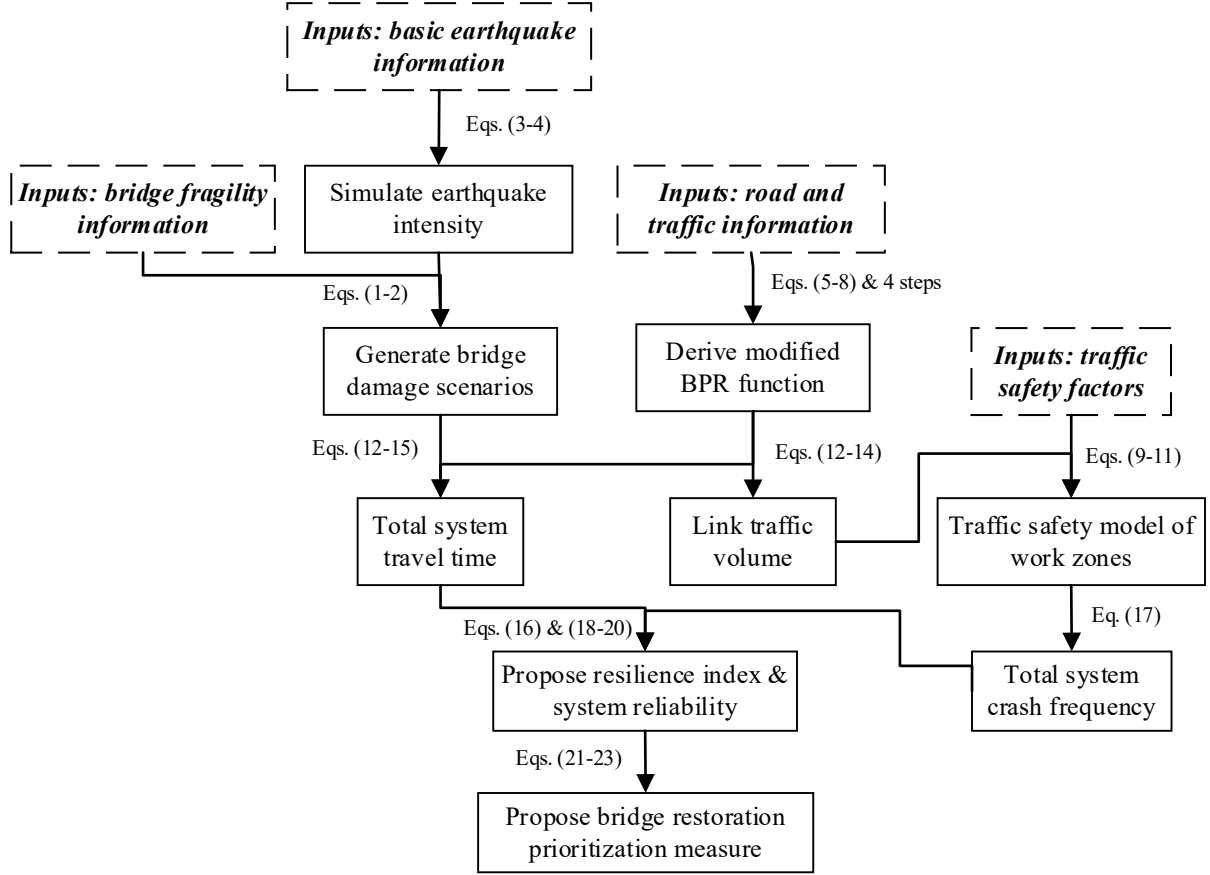 Inputs: basic earthquake
information
Eqs. (3-4)
Inputs: bridge fragility
information
Simulate earthquake
intensity
Inputs: road and
traffic information
Eqs. (1-2)
Eqs. (5-8) & 4 steps
Generate bridge
damage scenarios
Derive modified
BPR function
Inputs: traffic
safety factors
Eqs. (12-15)
Eqs. (12-14)
Eqs. (9-11)
Total system
travel time
Link traffic
volume
Traffic safety model of
work zones
Eqs. (16) & (18-20)
Eq. (17)
Propose resilience index &
system reliability
Total system
crash frequency
Eqs. (21-23)
Propose bridge restoration
prioritization measure